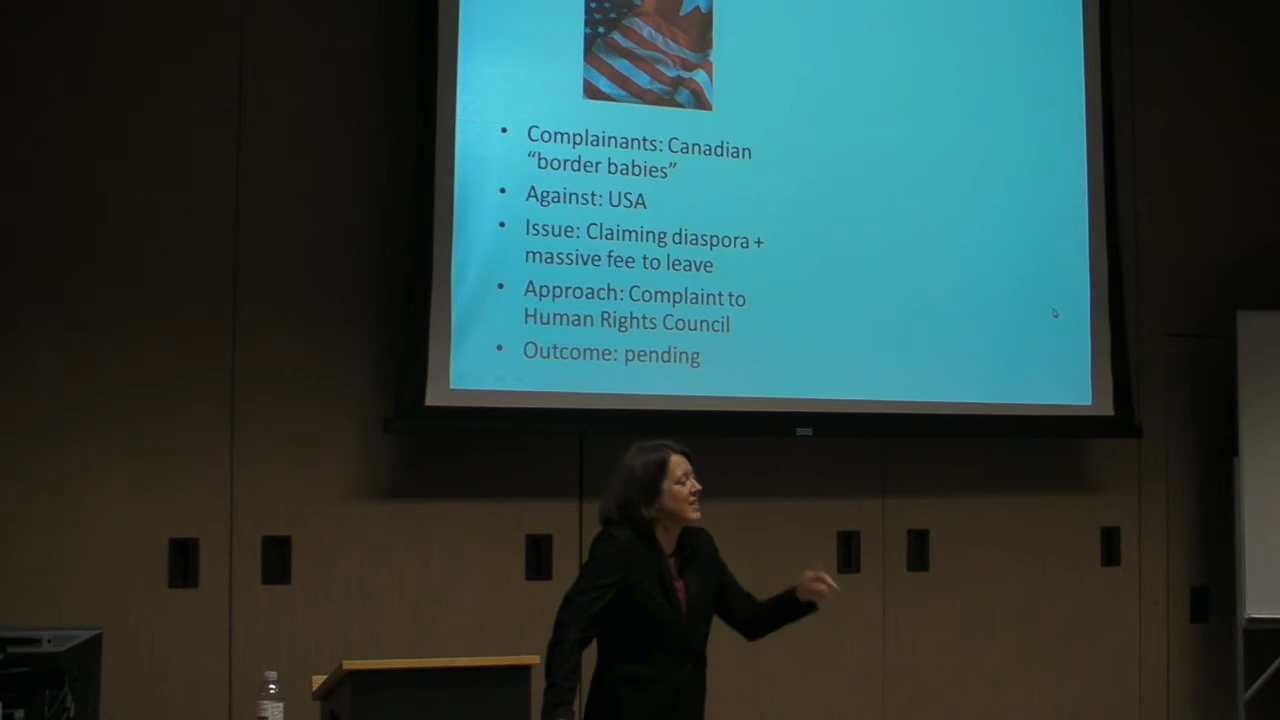 • Complainants: Canadian
“border babies”
• Against: USA
• Issue: Claiming diaspora +
massive fee to leave
• Approach: Complaint to
Human Rights Council
• Outcome: pending